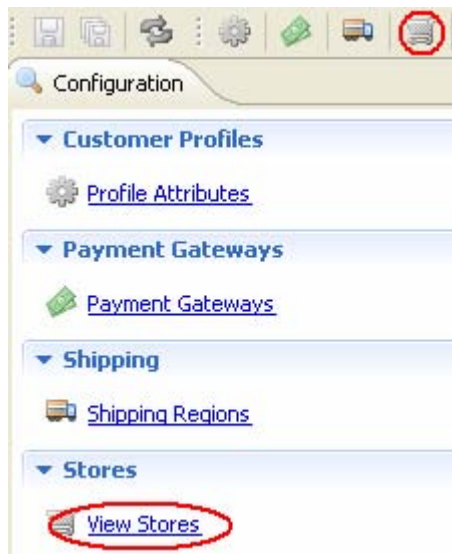 Configuration
Customer Profiles
Profile Attributes
Payment Gateways
Payment Gateways
Shipping
Shipping Regions
Stores
View Stores